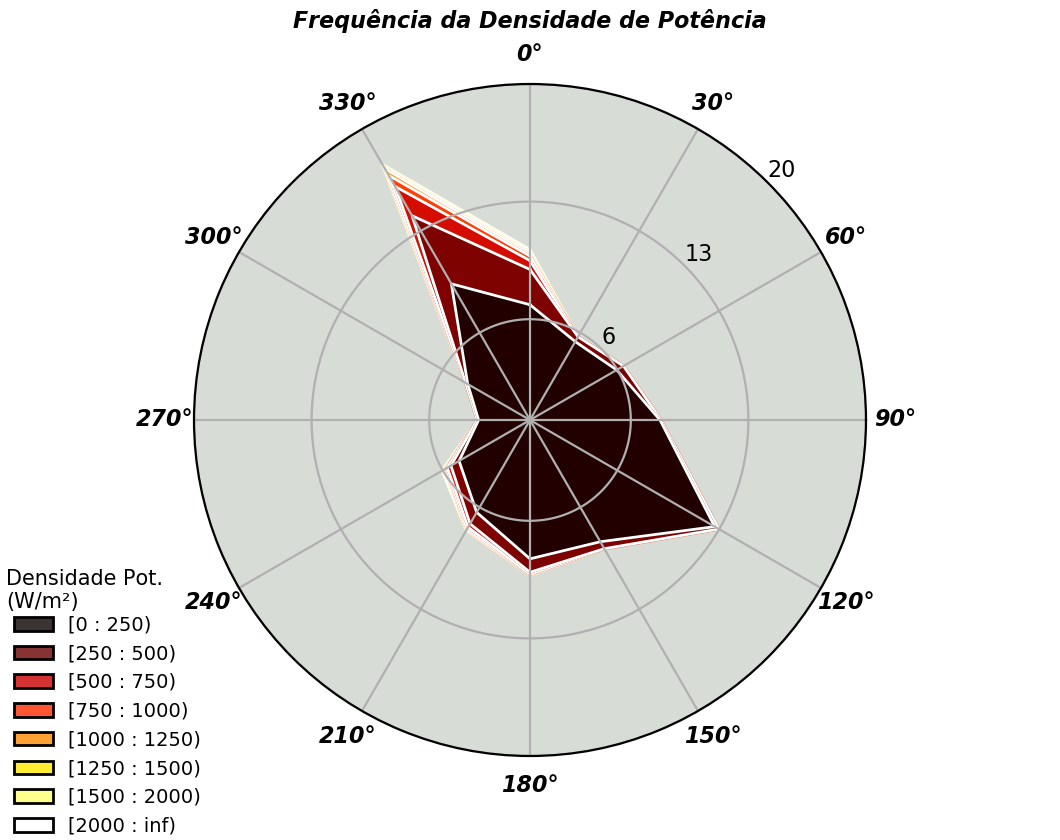 Frequência da Densidade de Potência
0°
330°
30°
20
300°
60°
13
6
270°
90°
240°
120°
210°
150°
180°
Densidade Pot.
(W/m²)
[0 : 250)
[250 : 500)
[500 : 750)
[750 : 1000)
[1000 : 1250)
[1250 : 1500)
[1500 : 2000)
[2000 : inf)